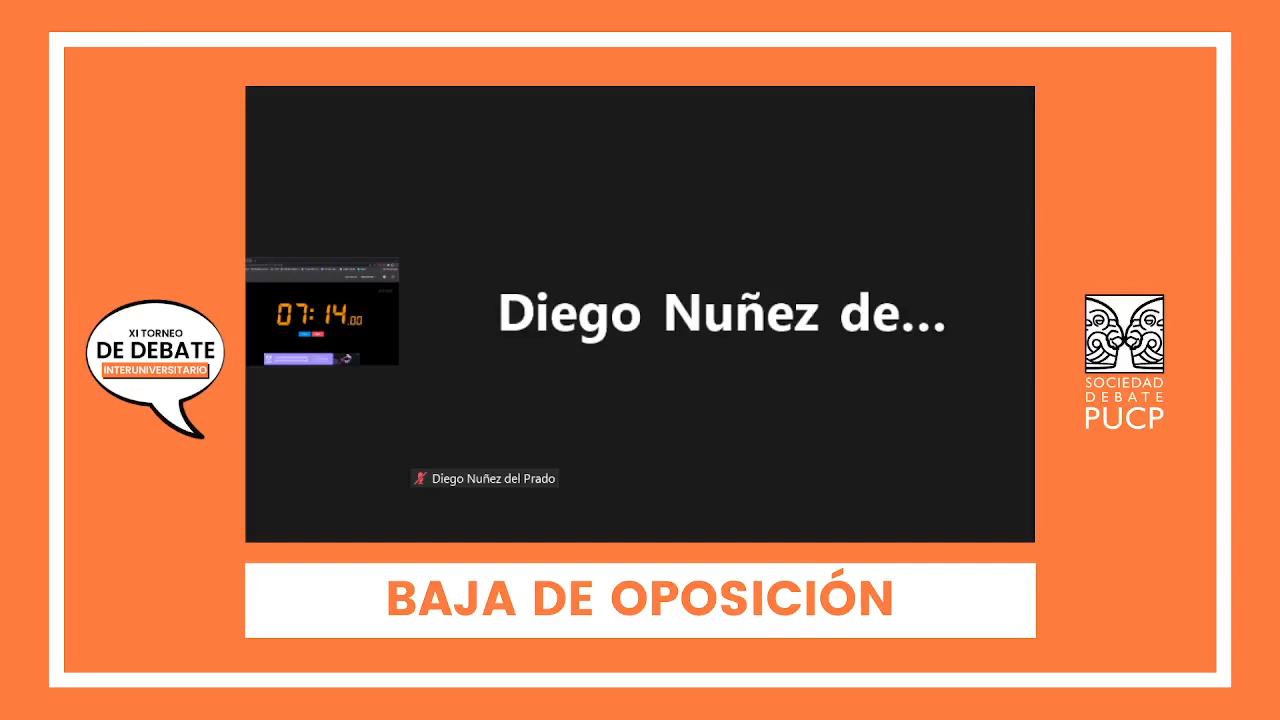 07:14.00
Diego Nuñez de...
Diego Nuñez del Prado
XI TORNEO
DE DEBATE
INTERUNIVERSITARIO
SOCIEDAD
DEBATE
PUCP
BAJA DE OPOSICIÓN